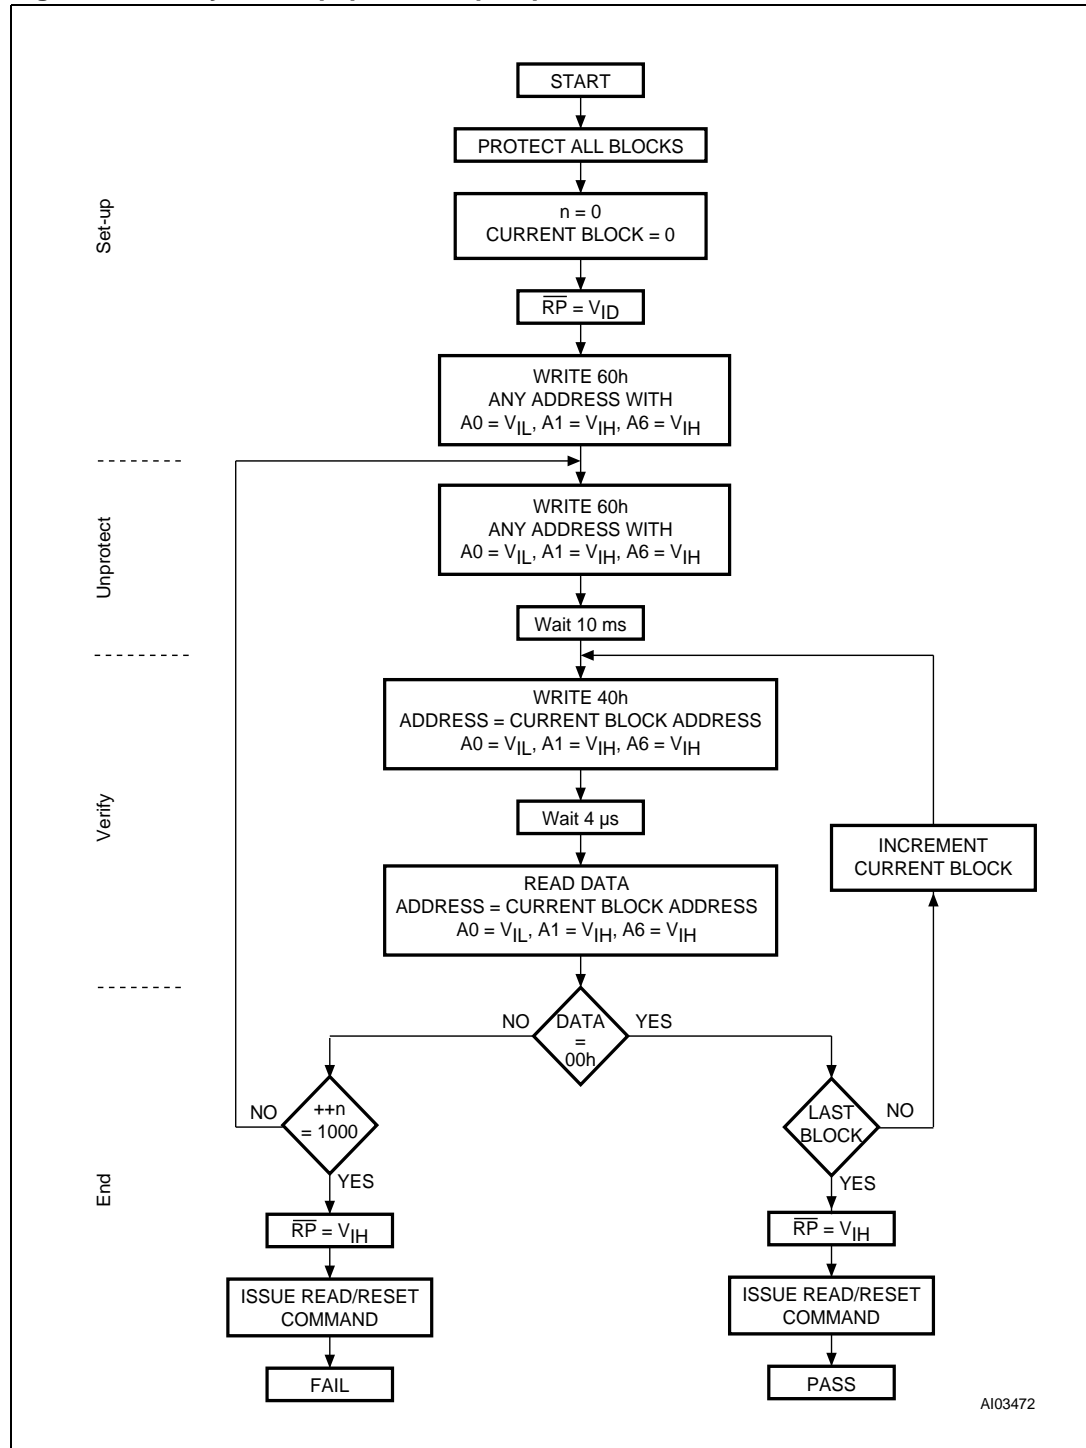 START
PROTECT ALL BLOCKS
Set-up
n = 0
CURRENT BLOCK = 0
RP = VID
WRITE 60h
ANY ADDRESS WITH
A0 = VIL, A1 = VIH, A6 = VIH
Unprotect
WRITE 60h
ANY ADDRESS WITH
A0 = VIL, A1 = VIH, A6 = VIH
Wait 10 ms
Verify
WRITE 40h
ADDRESS = CURRENT BLOCK ADDRESS
A0 = VIL, A1 = VIH, A6 = VIH
Wait 4 µs
INCREMENT
CURRENT BLOCK
READ DATA
ADDRESS = CURRENT BLOCK ADDRESS
A0 = VIL, A1 = VIH, A6 = VIH
NO
DATA
=
00h
YES
End
NO
++n
= 1000
YES
LAST
BLOCK
NO
YES
RP = VIH
RP = VIH
ISSUE READ/RESET
COMMAND
ISSUE READ/RESET
COMMAND
FAIL
PASS
AI03472